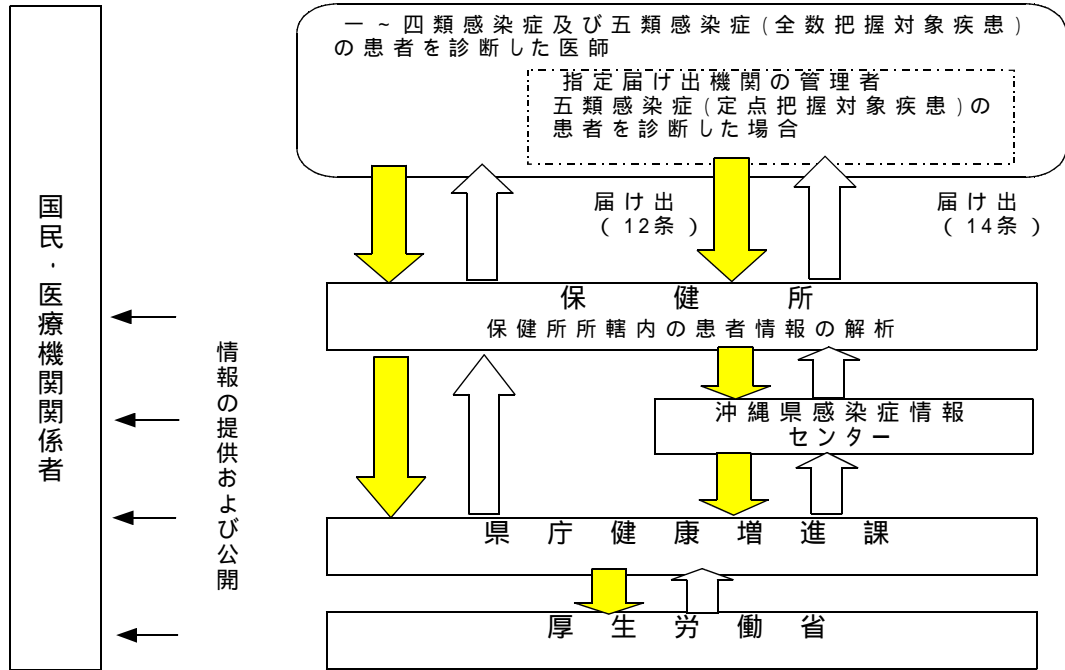 一～四類感染症及び五類感染症(全数把握対象疾患)
の患者を診断した医師
指定届け出機関の管理者
五類感染症(定点把握対象疾患)の
患者を診断した場合
届け出
(12条)
届け出
(14条)
国民・医療機関関係者
情報の提供および公開
保健所
保健所所轄内の患者情報の解析
沖縄県感染症情報
センター
県庁健康増進課
厚生労働省